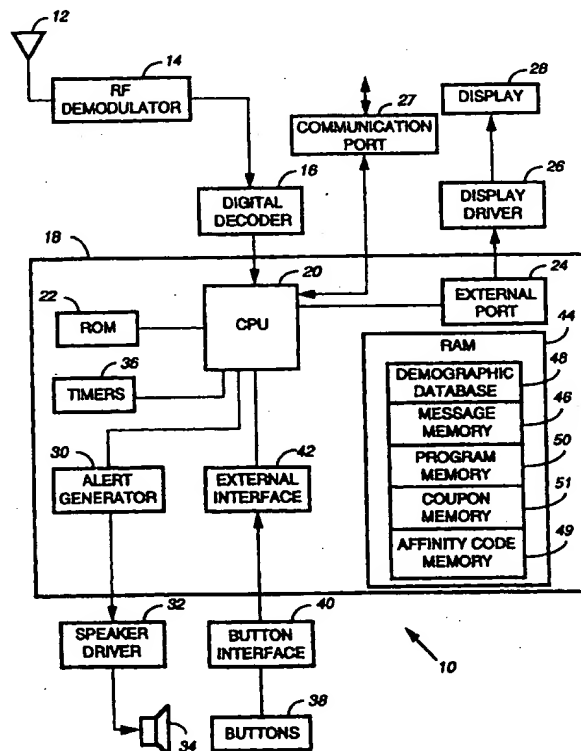 12
14
RF
DEMODULATOR
27
COMMUNICATION
PORT
28
DISPLAY
26
DISPLAY
DRIVER
16
DIGITAL
DECODER
18
20
CPU
24
EXTERNAL
PORT
22
ROM
36
TIMERS
30
ALERT
GENERATOR
42
EXTERNAL
INTERFACE
44
RAM
48
DEMOGRAPHIC
DATABASE
46
MESSAGE
MEMORY
50
PROGRAM
MEMORY
51
COUPON
MEMORY
49
AFFINITY CODE
MEMORY
32
SPEAKER
DRIVER
40
BUTTON
INTERFACE
10
34
38
BUTTONS